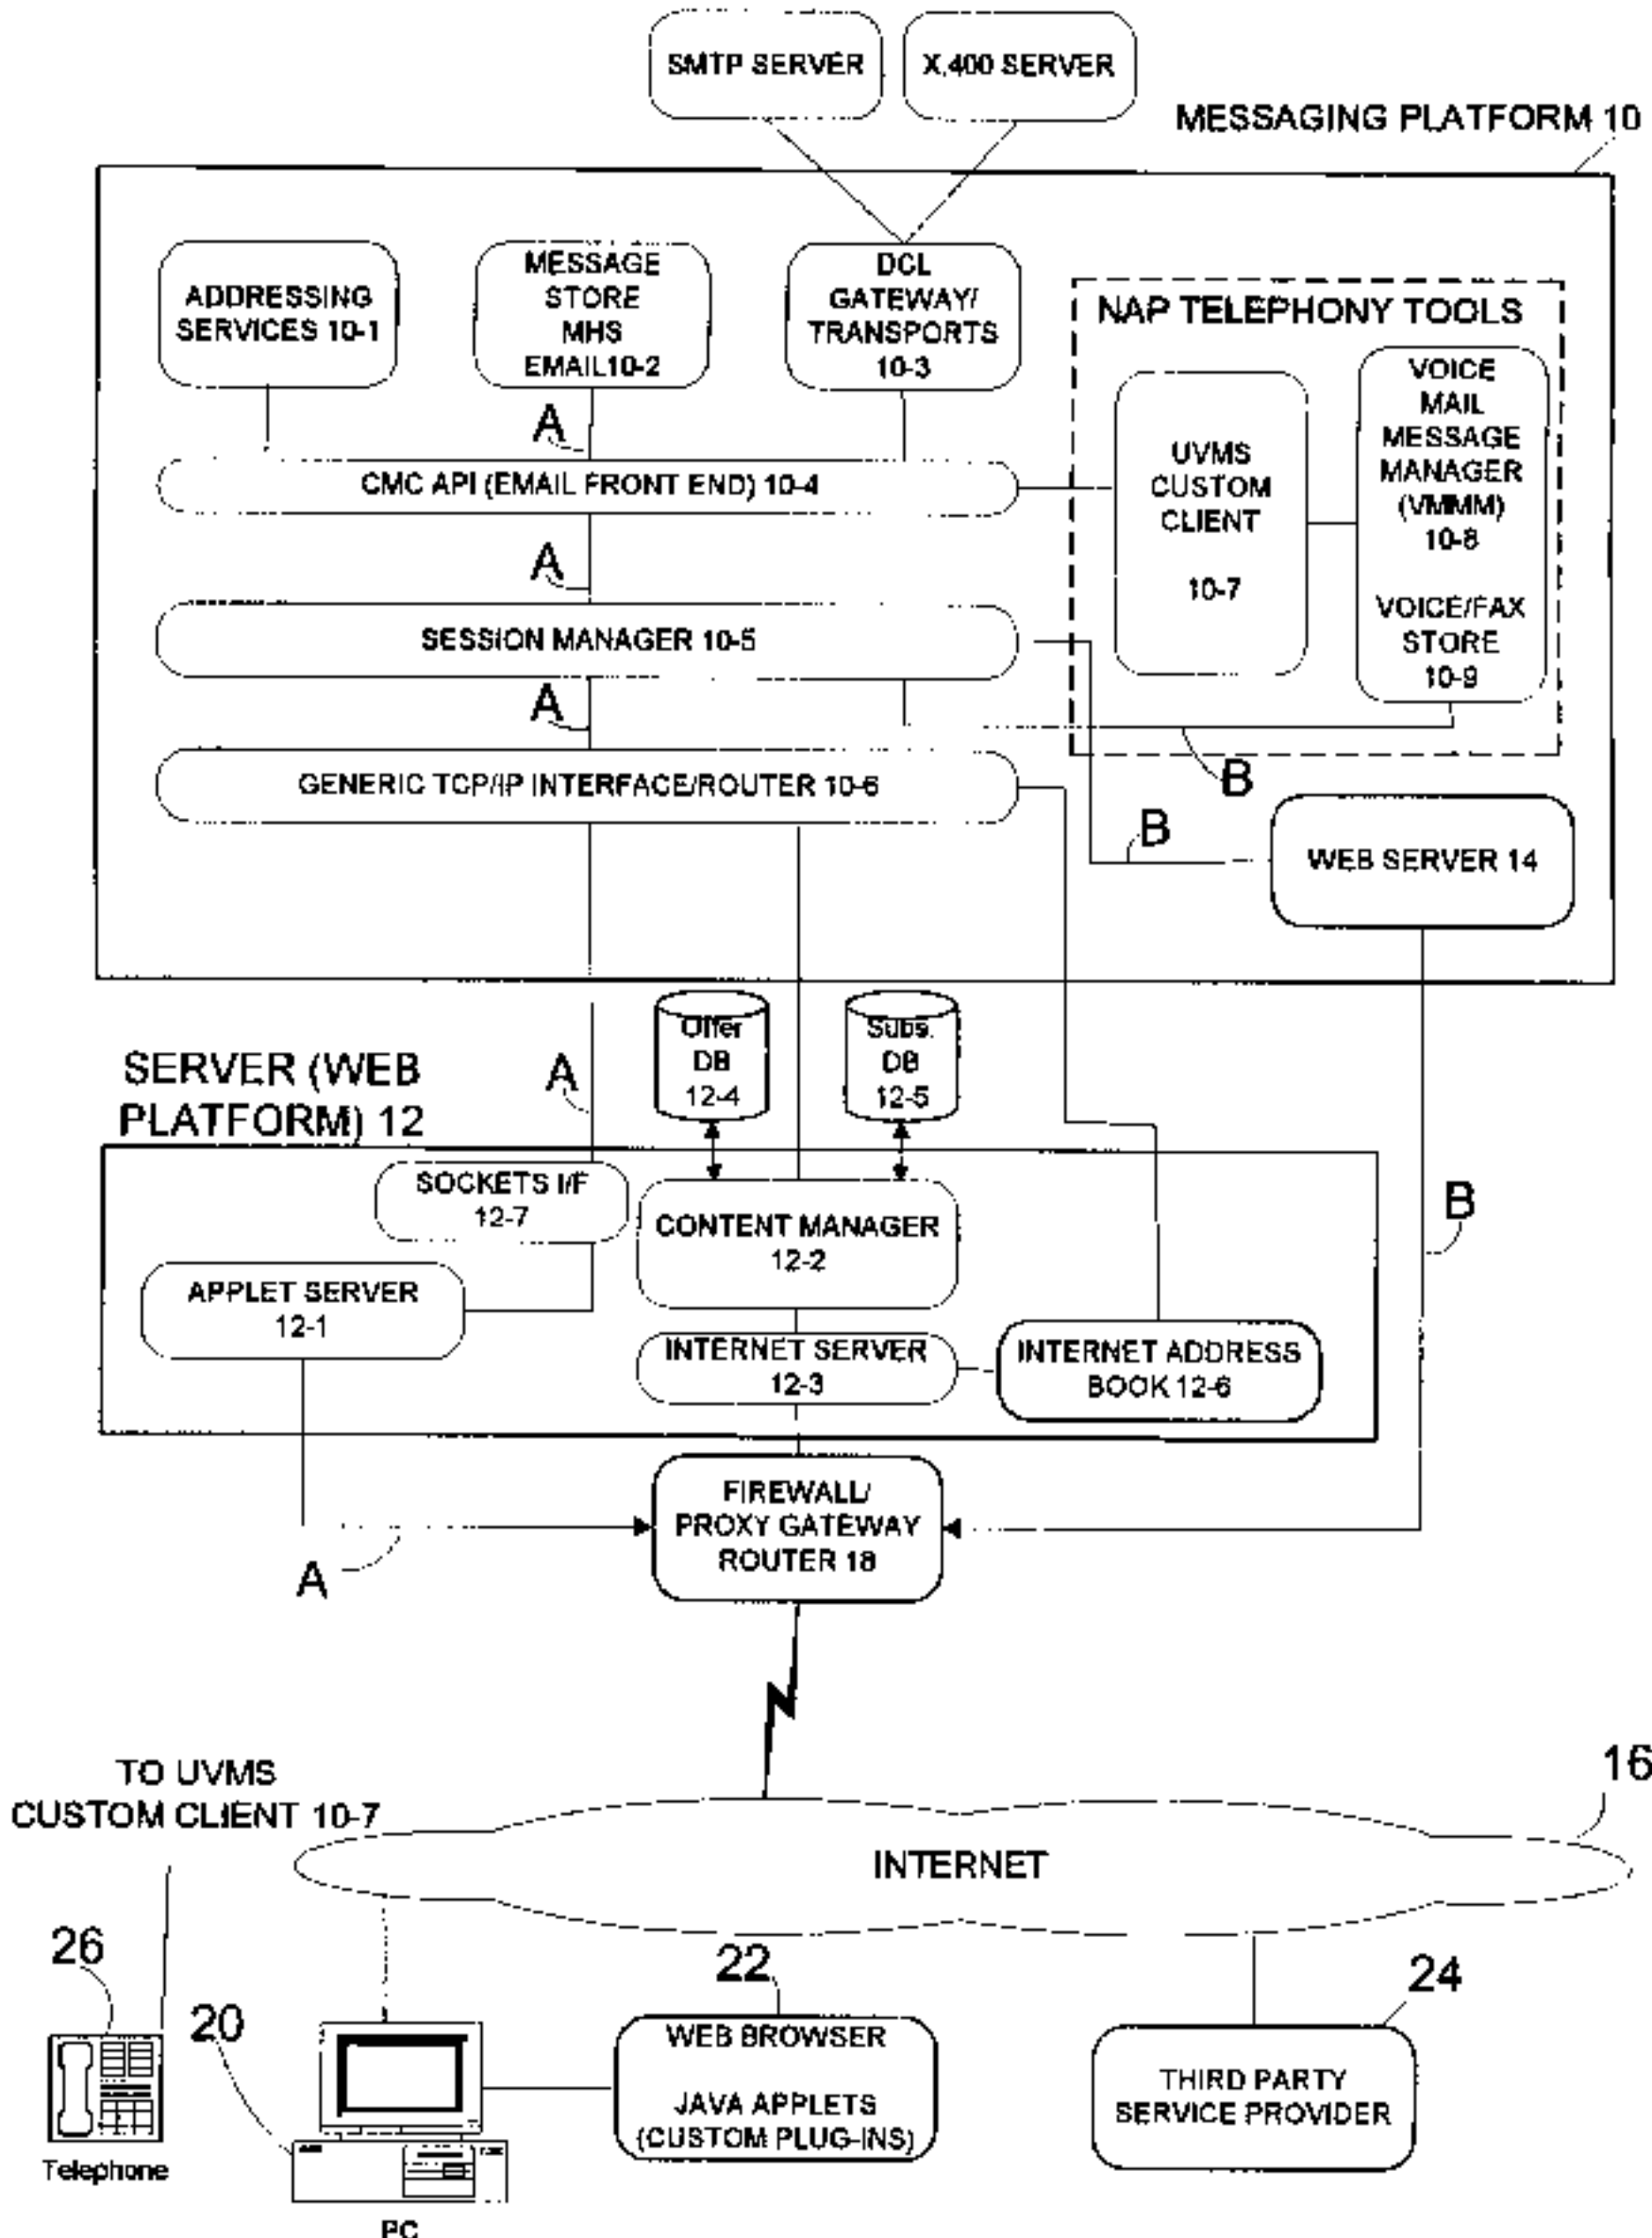 SMTP SERVER
X.400 SERVER
MESSAGING PLATFORM 10
ADDRESSING
SERVICES 10-1
MESSAGE
STORE
MHS
EMAIL10-2
DCL
GATEWAY/
TRANSPORTS
10-3
NAP TELEPHONY TOOLS
UVMS
CUSTOM
CLIENT
10-7
VOICE
MAIL
MESSAGE
MANAGER
(VMMM)
10-8
VOICE/FAX
STORE
10-9
A
CMC API (EMAIL FRONT END) 10-4
A
SESSION MANAGER 10-5
A
B
GENERIC TCP/IP INTERFACE/ROUTER 10-6
B
WEB SERVER 14
SERVER (WEB
PLATFORM) 12
A
Offer
DB
12-4
Subs.
DB
12-5
SOCKETS I/F
12-7
CONTENT MANAGER
12-2
B
APPLET SERVER
12-1
INTERNET SERVER
12-3
INTERNET ADDRESS
BOOK 12-6
FIREWALL/
PROXY GATEWAY
ROUTER 18
A
TO UVMS
CUSTOM CLIENT 10-7
16
INTERNET
26
20
22
24
WEB BROWSER
JAVA APPLETS
(CUSTOM PLUG-INS)
THIRD PARTY
SERVICE PROVIDER
Telephone
PC